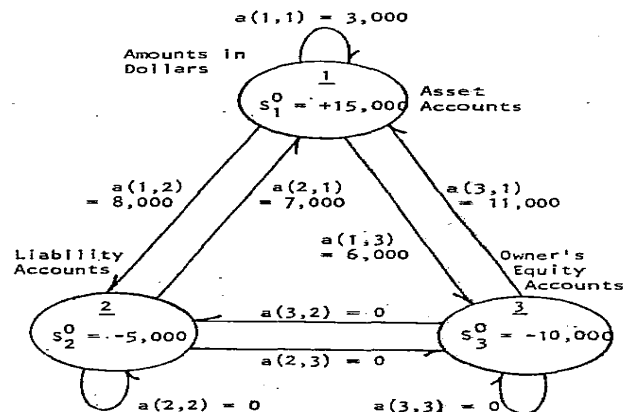 a(1,1) = 3,000
Amounts in
Dollars
1
S₁⁰ = +15,000
Asset
Accounts
a(1,2)
= 8,000
a(2,1)
= 7,000
a(3,1)
= 11,000
a(1,3)
= 6,000
Liability
Accounts
Owner's
Equity
Accounts
2
S₂⁰ = -5,000
a(3,2) = 0
a(2,3) = 0
3
S₃⁰ = -10,000
a(2,2) = 0
a(3,3) = 0